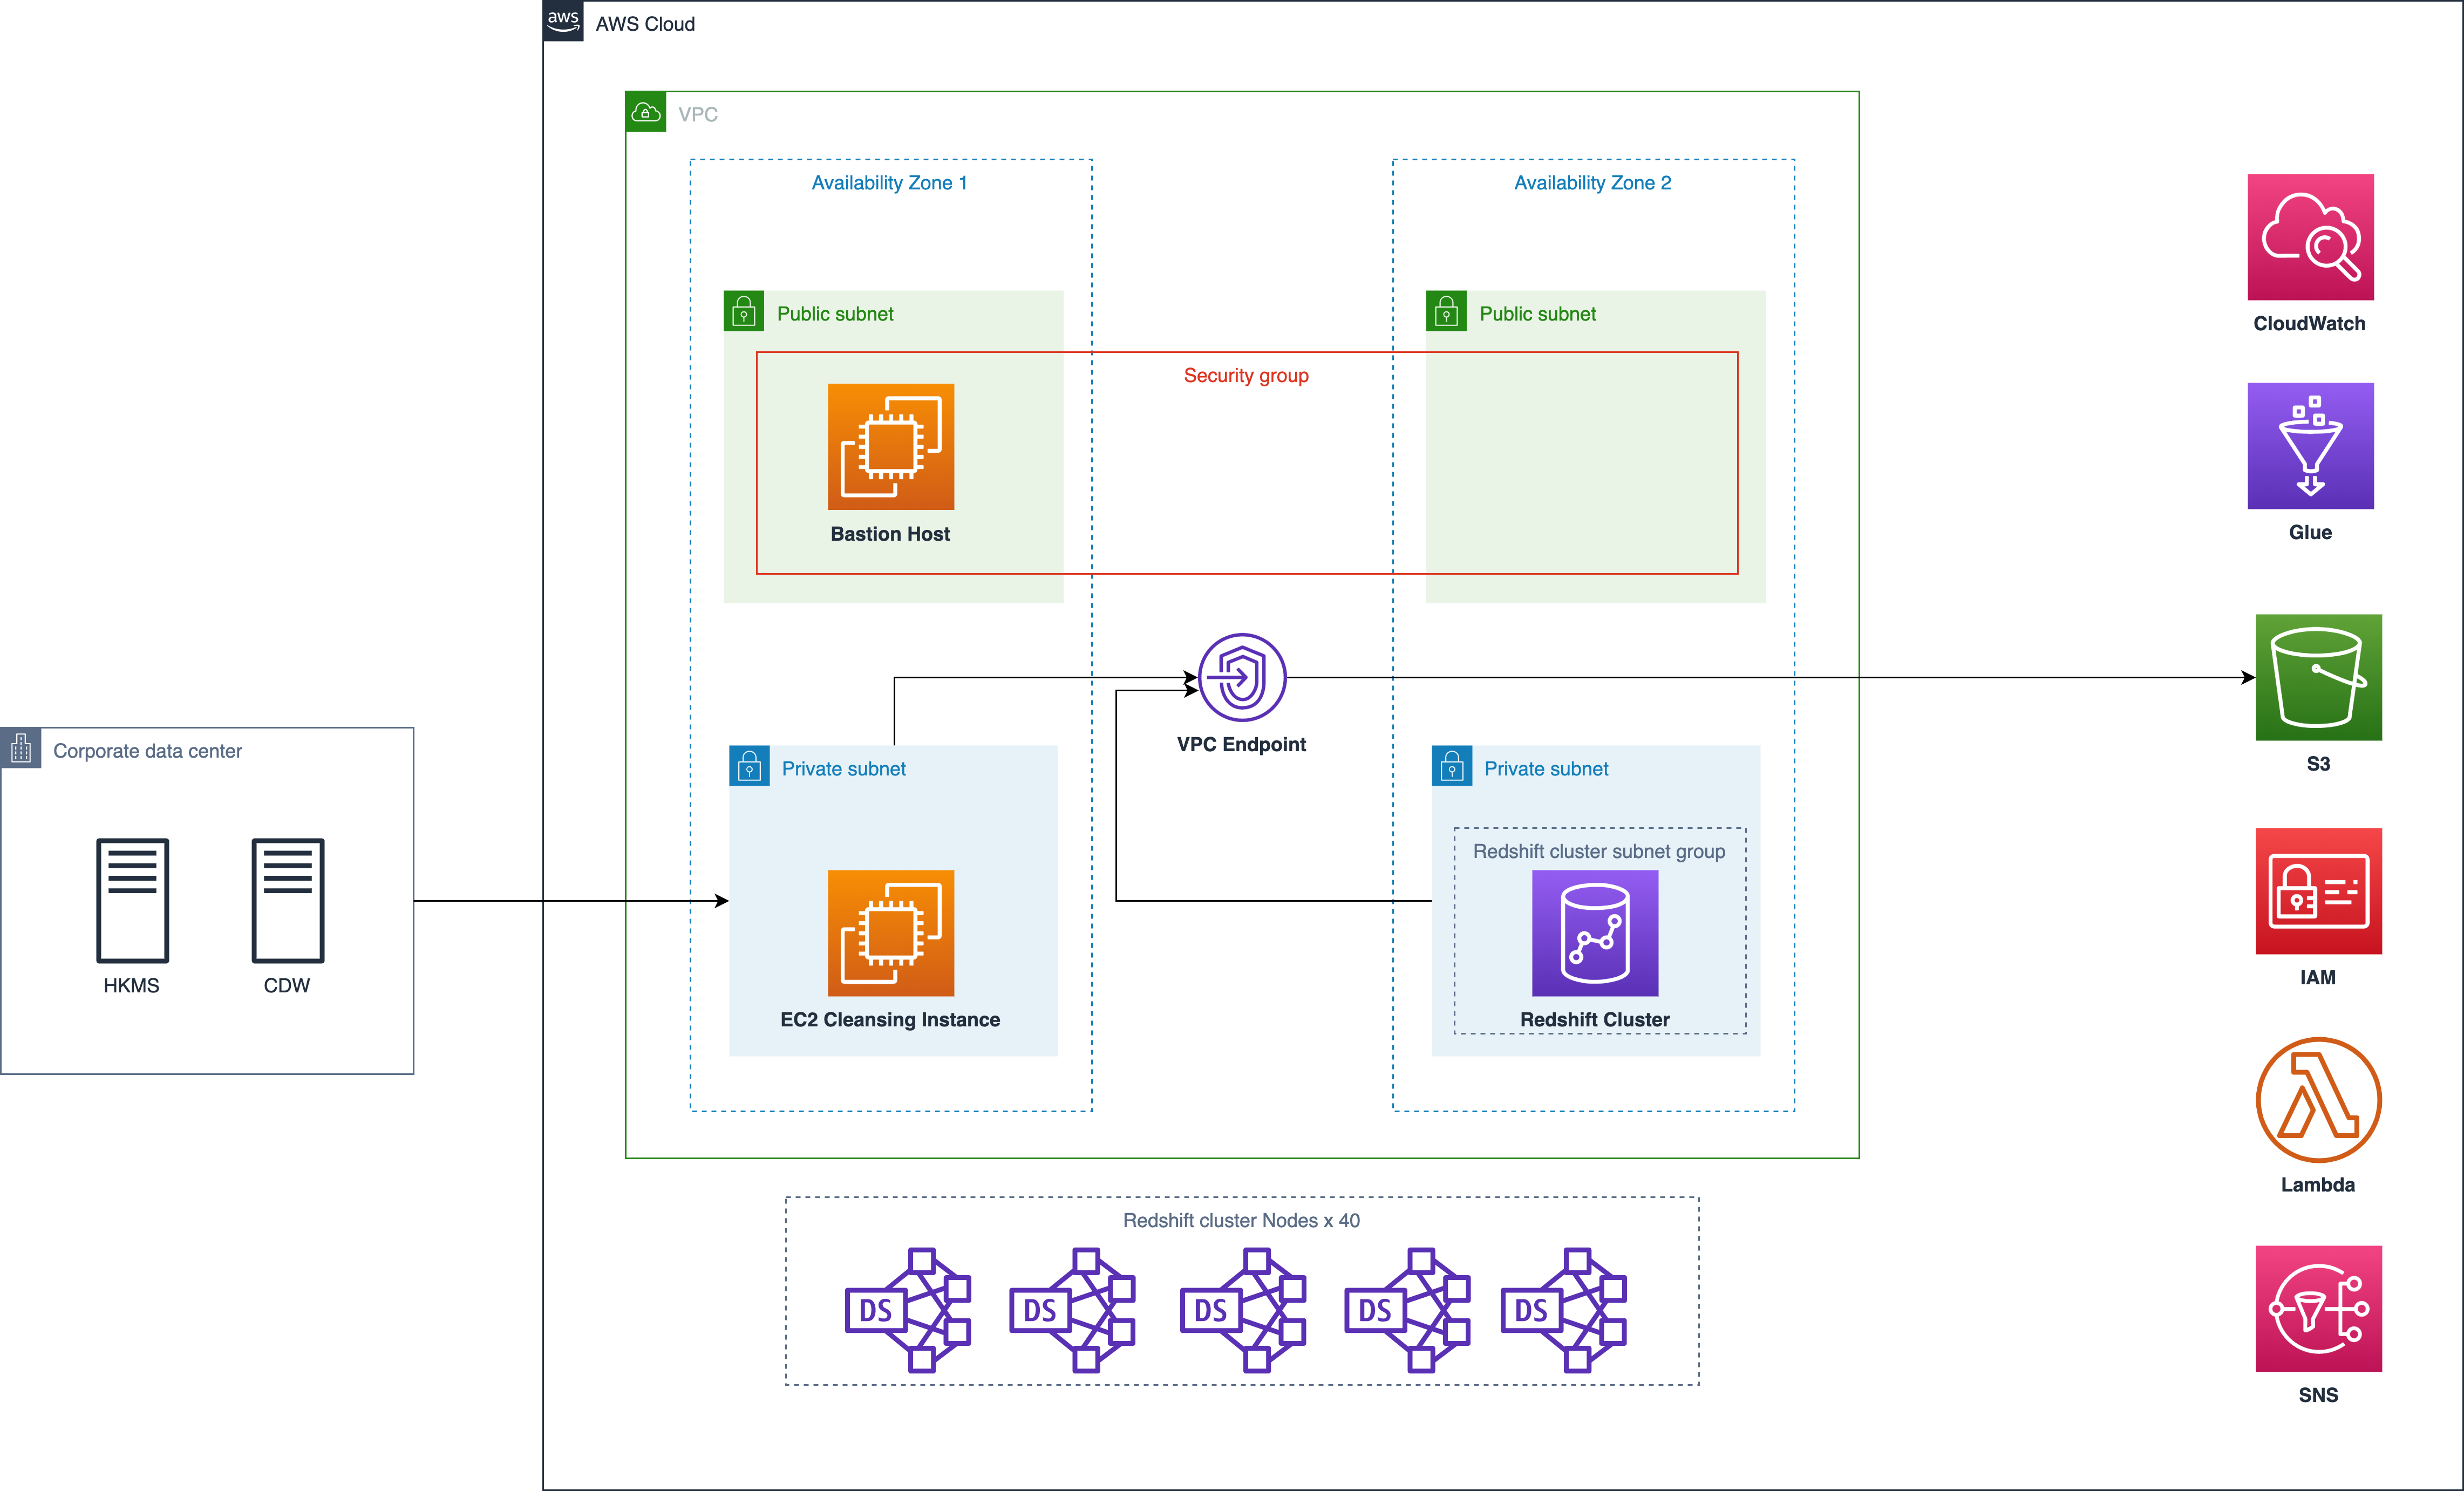 aws
AWS Cloud
VPC
Availability Zone 1
Availability Zone 2
Public subnet
Public subnet
Security group
Bastion Host
CloudWatch
Glue
VPC Endpoint
S3
Corporate data center
HKMS
CDW
Private subnet
EC2 Cleansing Instance
Private subnet
Redshift cluster subnet group
Redshift Cluster
IAM
Lambda
Redshift cluster Nodes x 40
DS
DS
DS
DS
DS
SNS